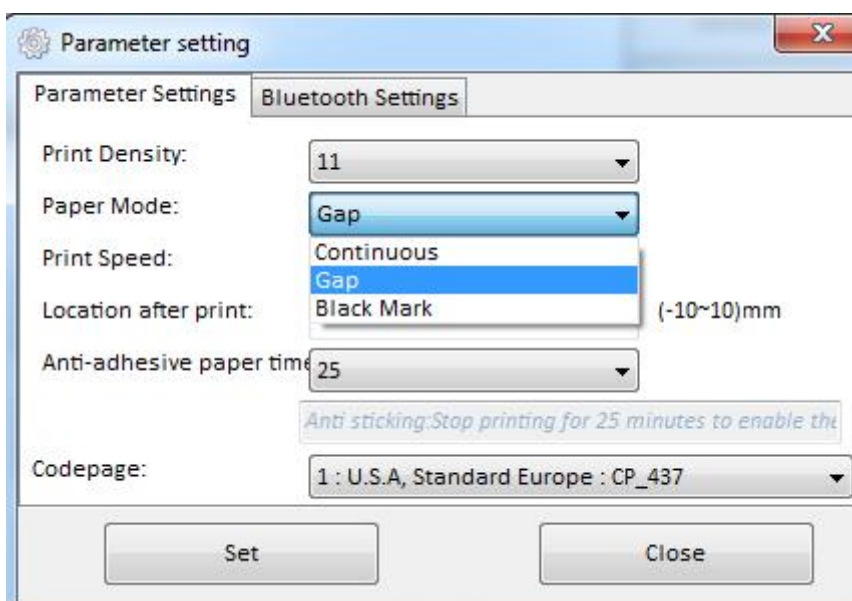 Parameter setting
Parameter Settings Bluetooth Settings
Print Density: 11
Paper Mode: Gap
Print Speed: Continuous
Gap
Location after print: Black Mark (-10~10)mm
Anti-adhesive paper time 25
Anti sticking:Stop printing for 25 minutes to enable the
Codepage: 1 : U.S.A, Standard Europe : CP_437
Set Close